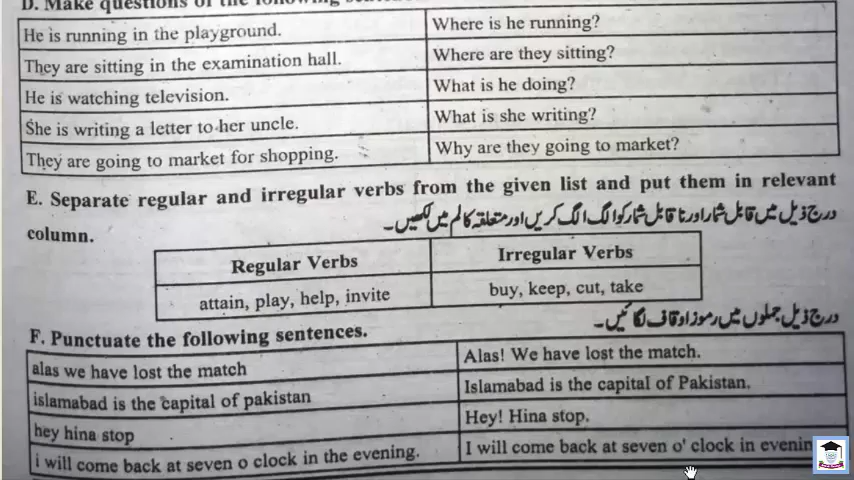 D. Make questions of the following
He is running in the playground. Where is he running?
They are sitting in the examination hall. Where are they sitting?
He is watching television. What is he doing?
She is writing a letter to her uncle. What is she writing?
They are going to market for shopping. Why are they going to market?
E. Separate regular and irregular verbs from the given list and put them in relevant
column. درج ذیل میں قابل شمار اور ناقابل شمار کو الگ الگ کریں اور متعلقہ کالم میں لکھیں۔
Regular Verbs Irregular Verbs
attain, play, help, invite buy, keep, cut, take
F. Punctuate the following sentences. درج ذیل جملوں میں رموز اوقاف لگائیں۔
alas we have lost the match Alas! We have lost the match.
islamabad is the capital of pakistan Islamabad is the capital of Pakistan.
hey hina stop Hey! Hina stop.
i will come back at seven o clock in the evening. I will come back at seven o' clock in